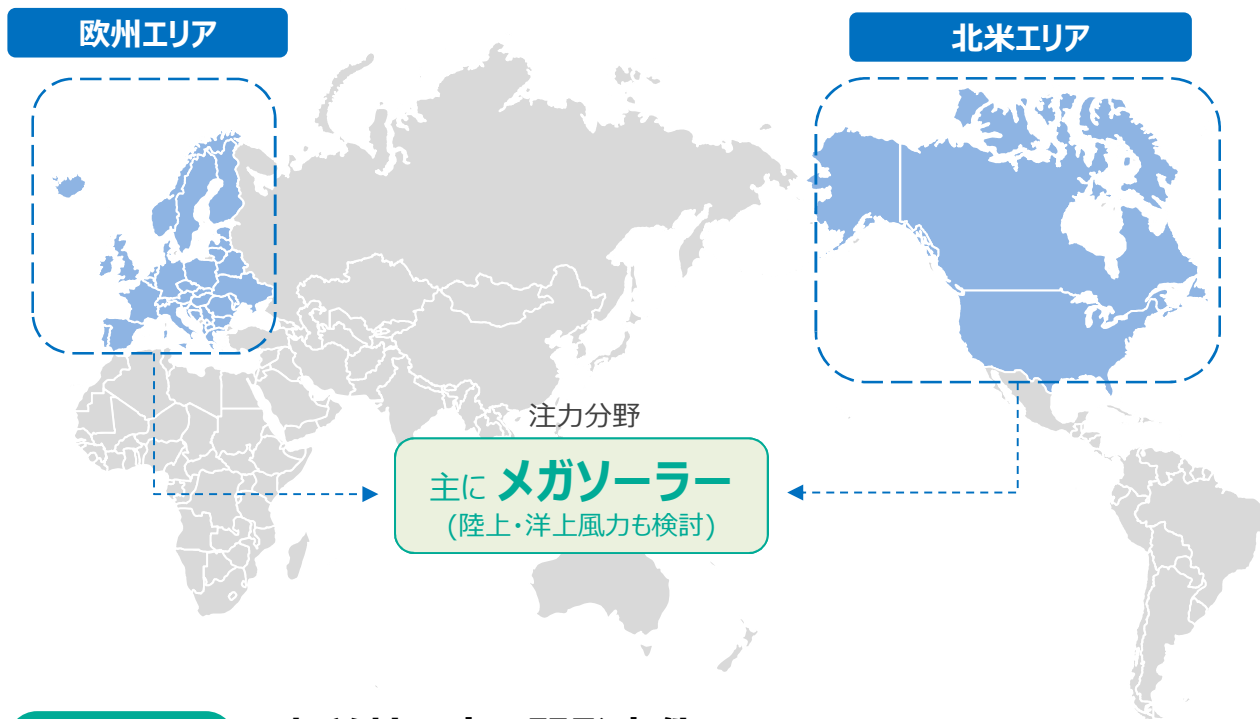 欧州エリア
北米エリア
注力分野
主に メガソーラー
(陸上・洋上風力も検討)